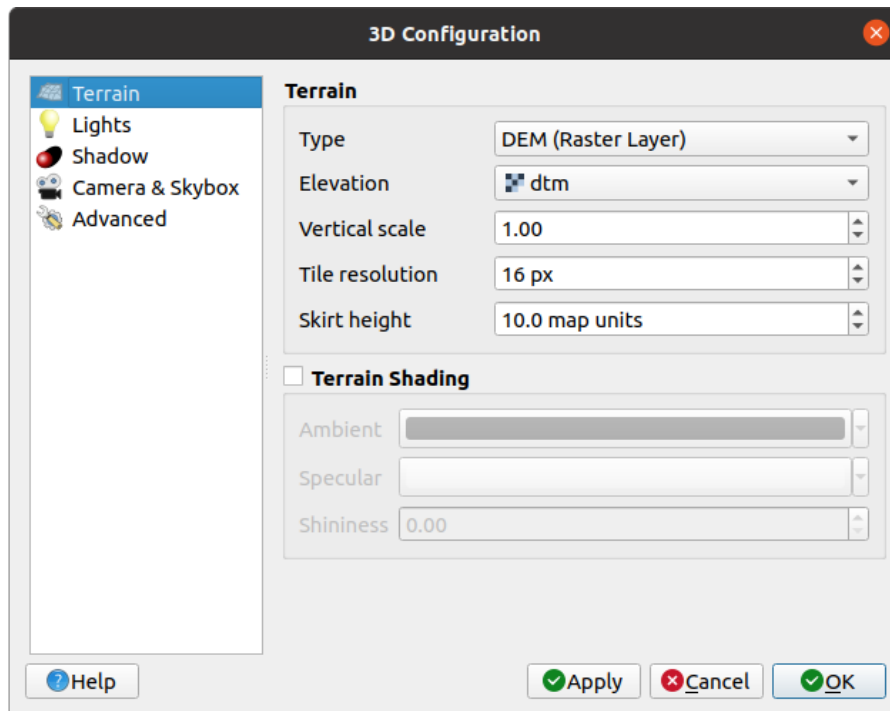 3D Configuration
Terrain
Lights
Shadow
Camera & Skybox
Advanced
Terrain
Type DEM (Raster Layer)
Elevation dtm
Vertical scale 1.00
Tile resolution 16 px
Skirt height 10.0 map units
Terrain Shading
Ambient
Specular
Shininess 0.00
Help Apply Cancel OK